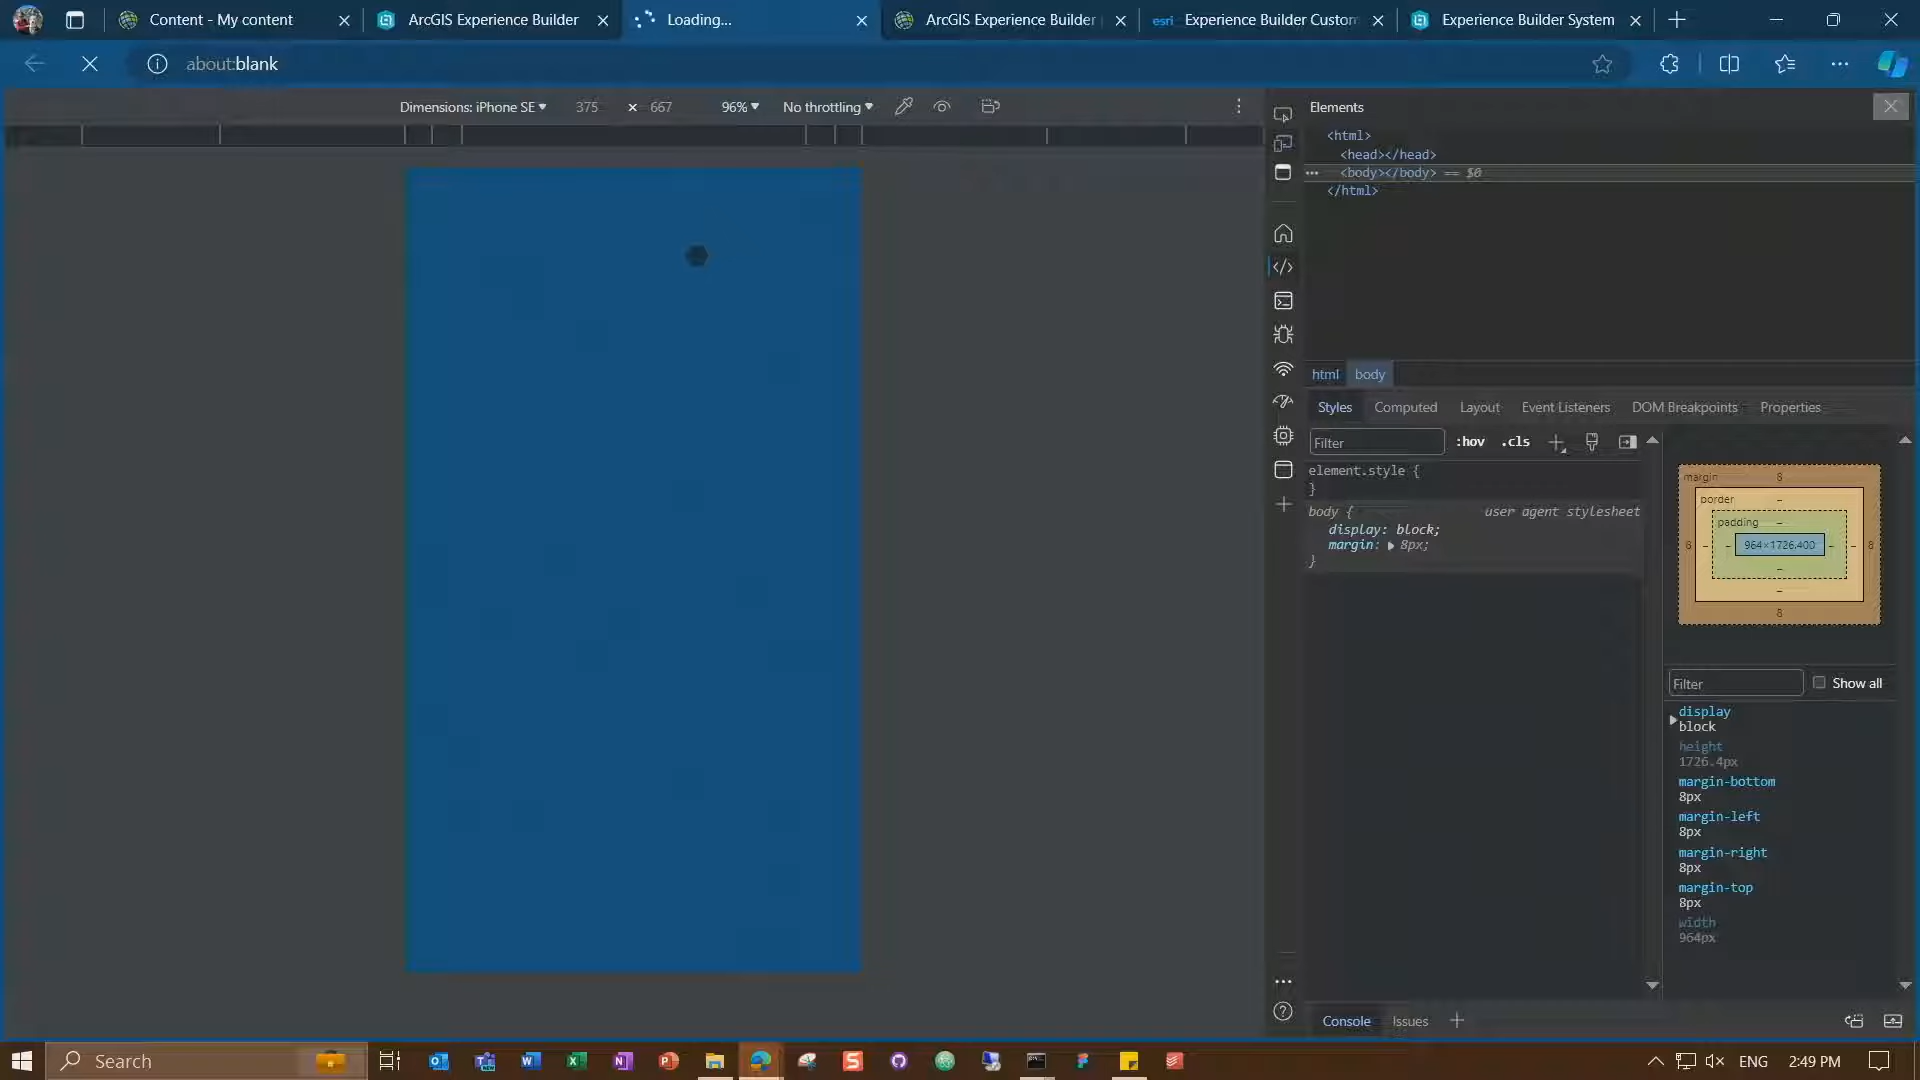 Content - My content
ArcGIS Experience Builder
Loading...
ArcGIS Experience Builder
esri Experience Builder Custom
Experience Builder System
about:blank
Dimensions: iPhone SE 375 × 667 96% No throttling
Elements
<html>
<head></head>
<body></body> == $0
</html>
html body
Styles Computed Layout Event Listeners DOM Breakpoints Properties
Filter :hov .cls
element.style {
}
body { user agent stylesheet
display: block;
margin: 8px;
}
margin 8
border –
padding –
8 – – 964×1726.400 – – 8
–
–
8
Filter Show all
display
block
height
1726.4px
margin-bottom
8px
margin-left
8px
margin-right
8px
margin-top
8px
width
964px
Console Issues
Search
ENG 2:49 PM